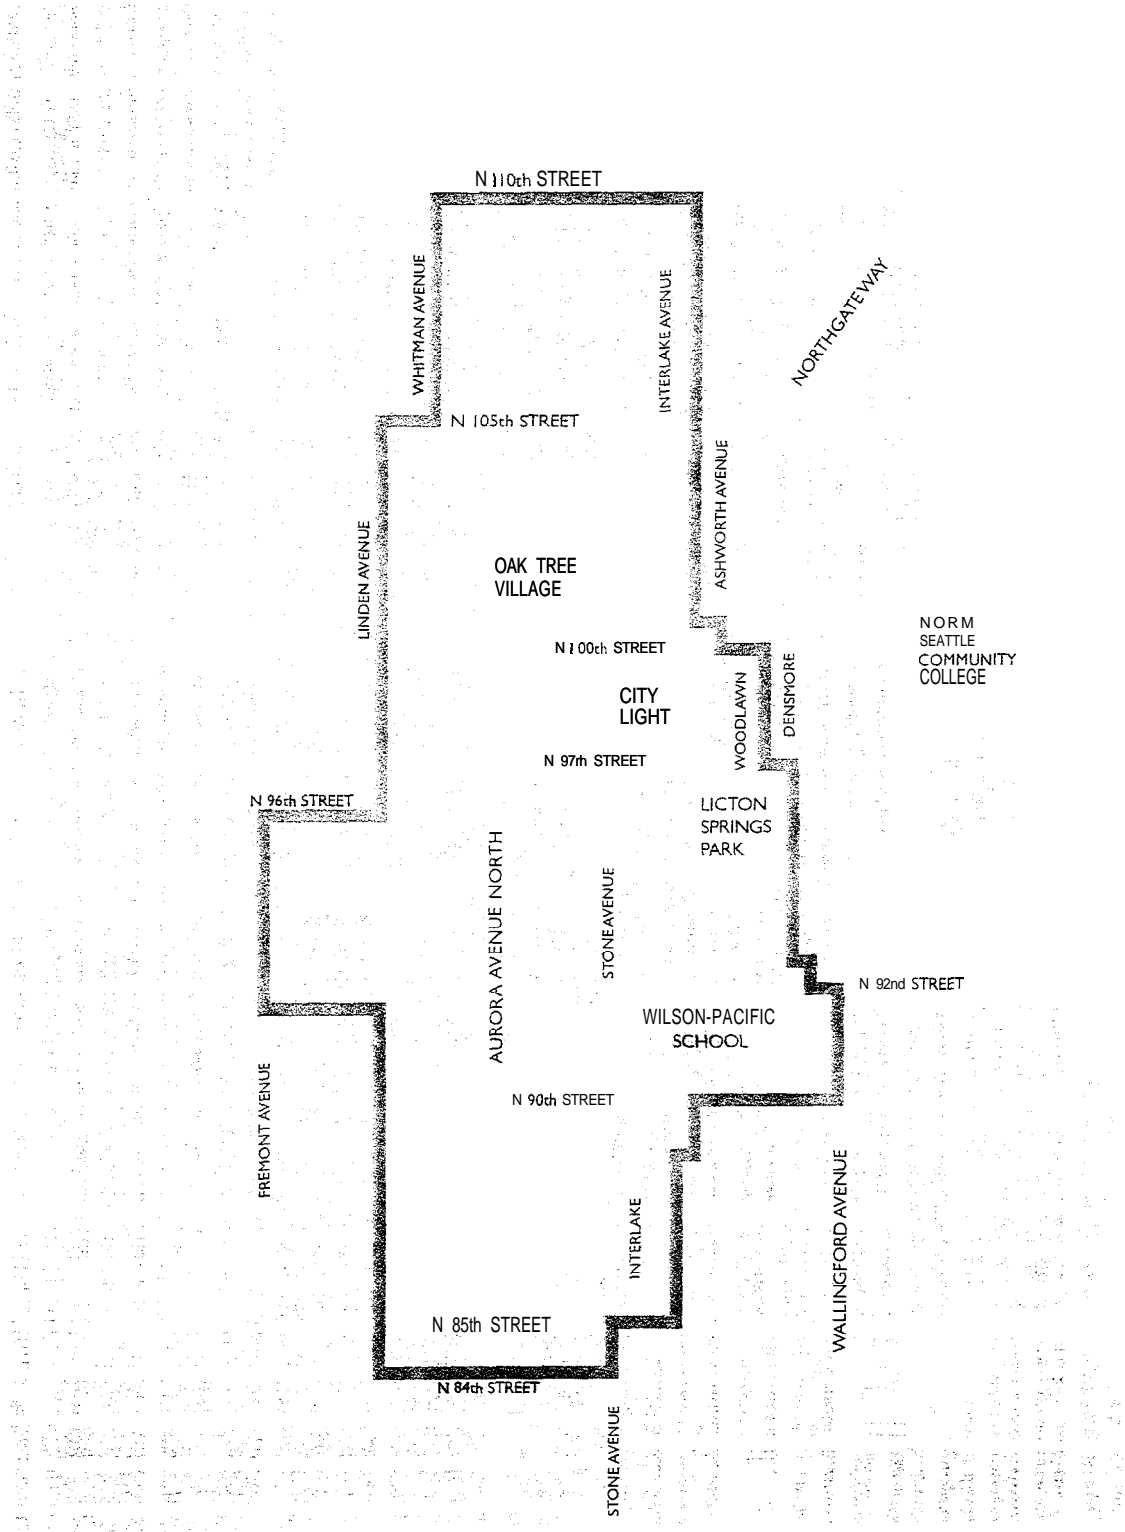 N 110th STREET
WHITMAN AVENUE
INTERLAKE AVENUE
NORTHGATE WAY
N 105th STREET
ASHWORTH AVENUE
LINDEN AVENUE
OAK TREE
VILLAGE
NORM
SEATTLE
COMMUNITY
COLLEGE
N 100th STREET
CITY
LIGHT
WOODLAWN
DENSMORE
N 97rh STREET
N 96th STREET
LICTON
SPRINGS
PARK
AURORA AVENUE NORTH
STONE AVENUE
N 92nd STREET
WILSON-PACIFIC
SCHOOL
N 90th STREET
FREMONT AVENUE
INTERLAKE
WALLINGFORD AVENUE
N 85th STREET
N 84th STREET
STONE AVENUE